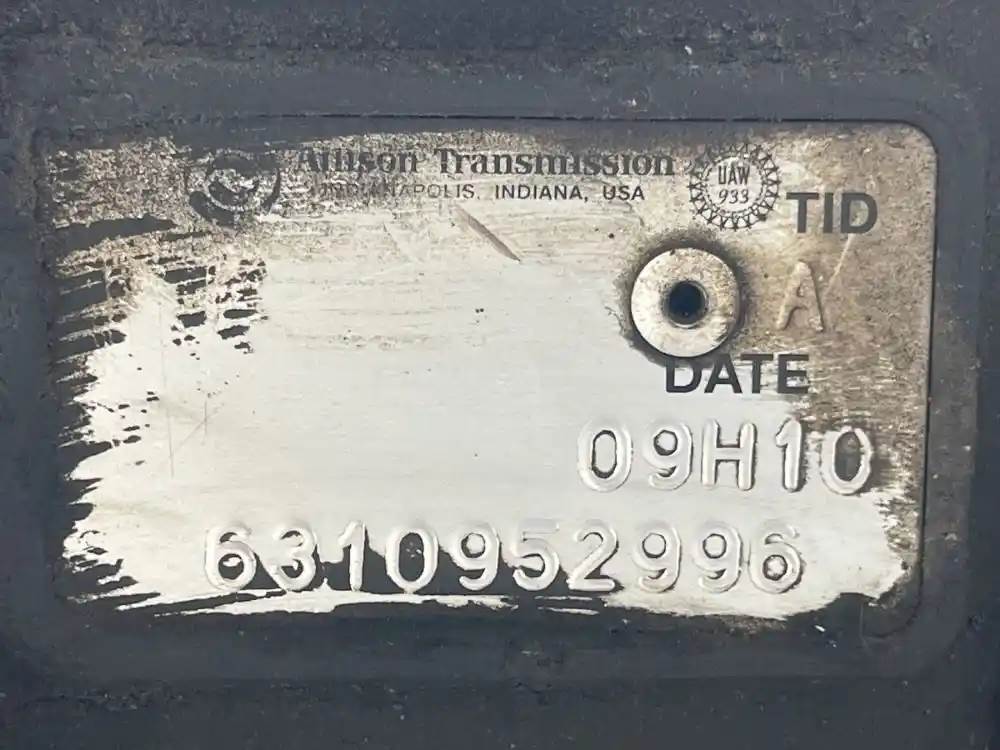 Allison Transmission
INDIANAPOLIS, INDIANA, USA
UAW
933
TID
A
DATE
09H10
6310952996